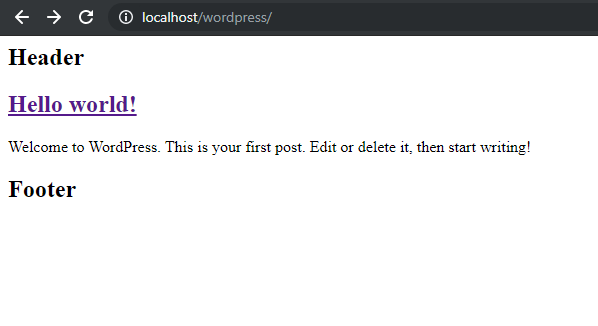 localhost/wordpress/
Header
Hello world!
Welcome to WordPress. This is your first post. Edit or delete it, then start writing!
Footer